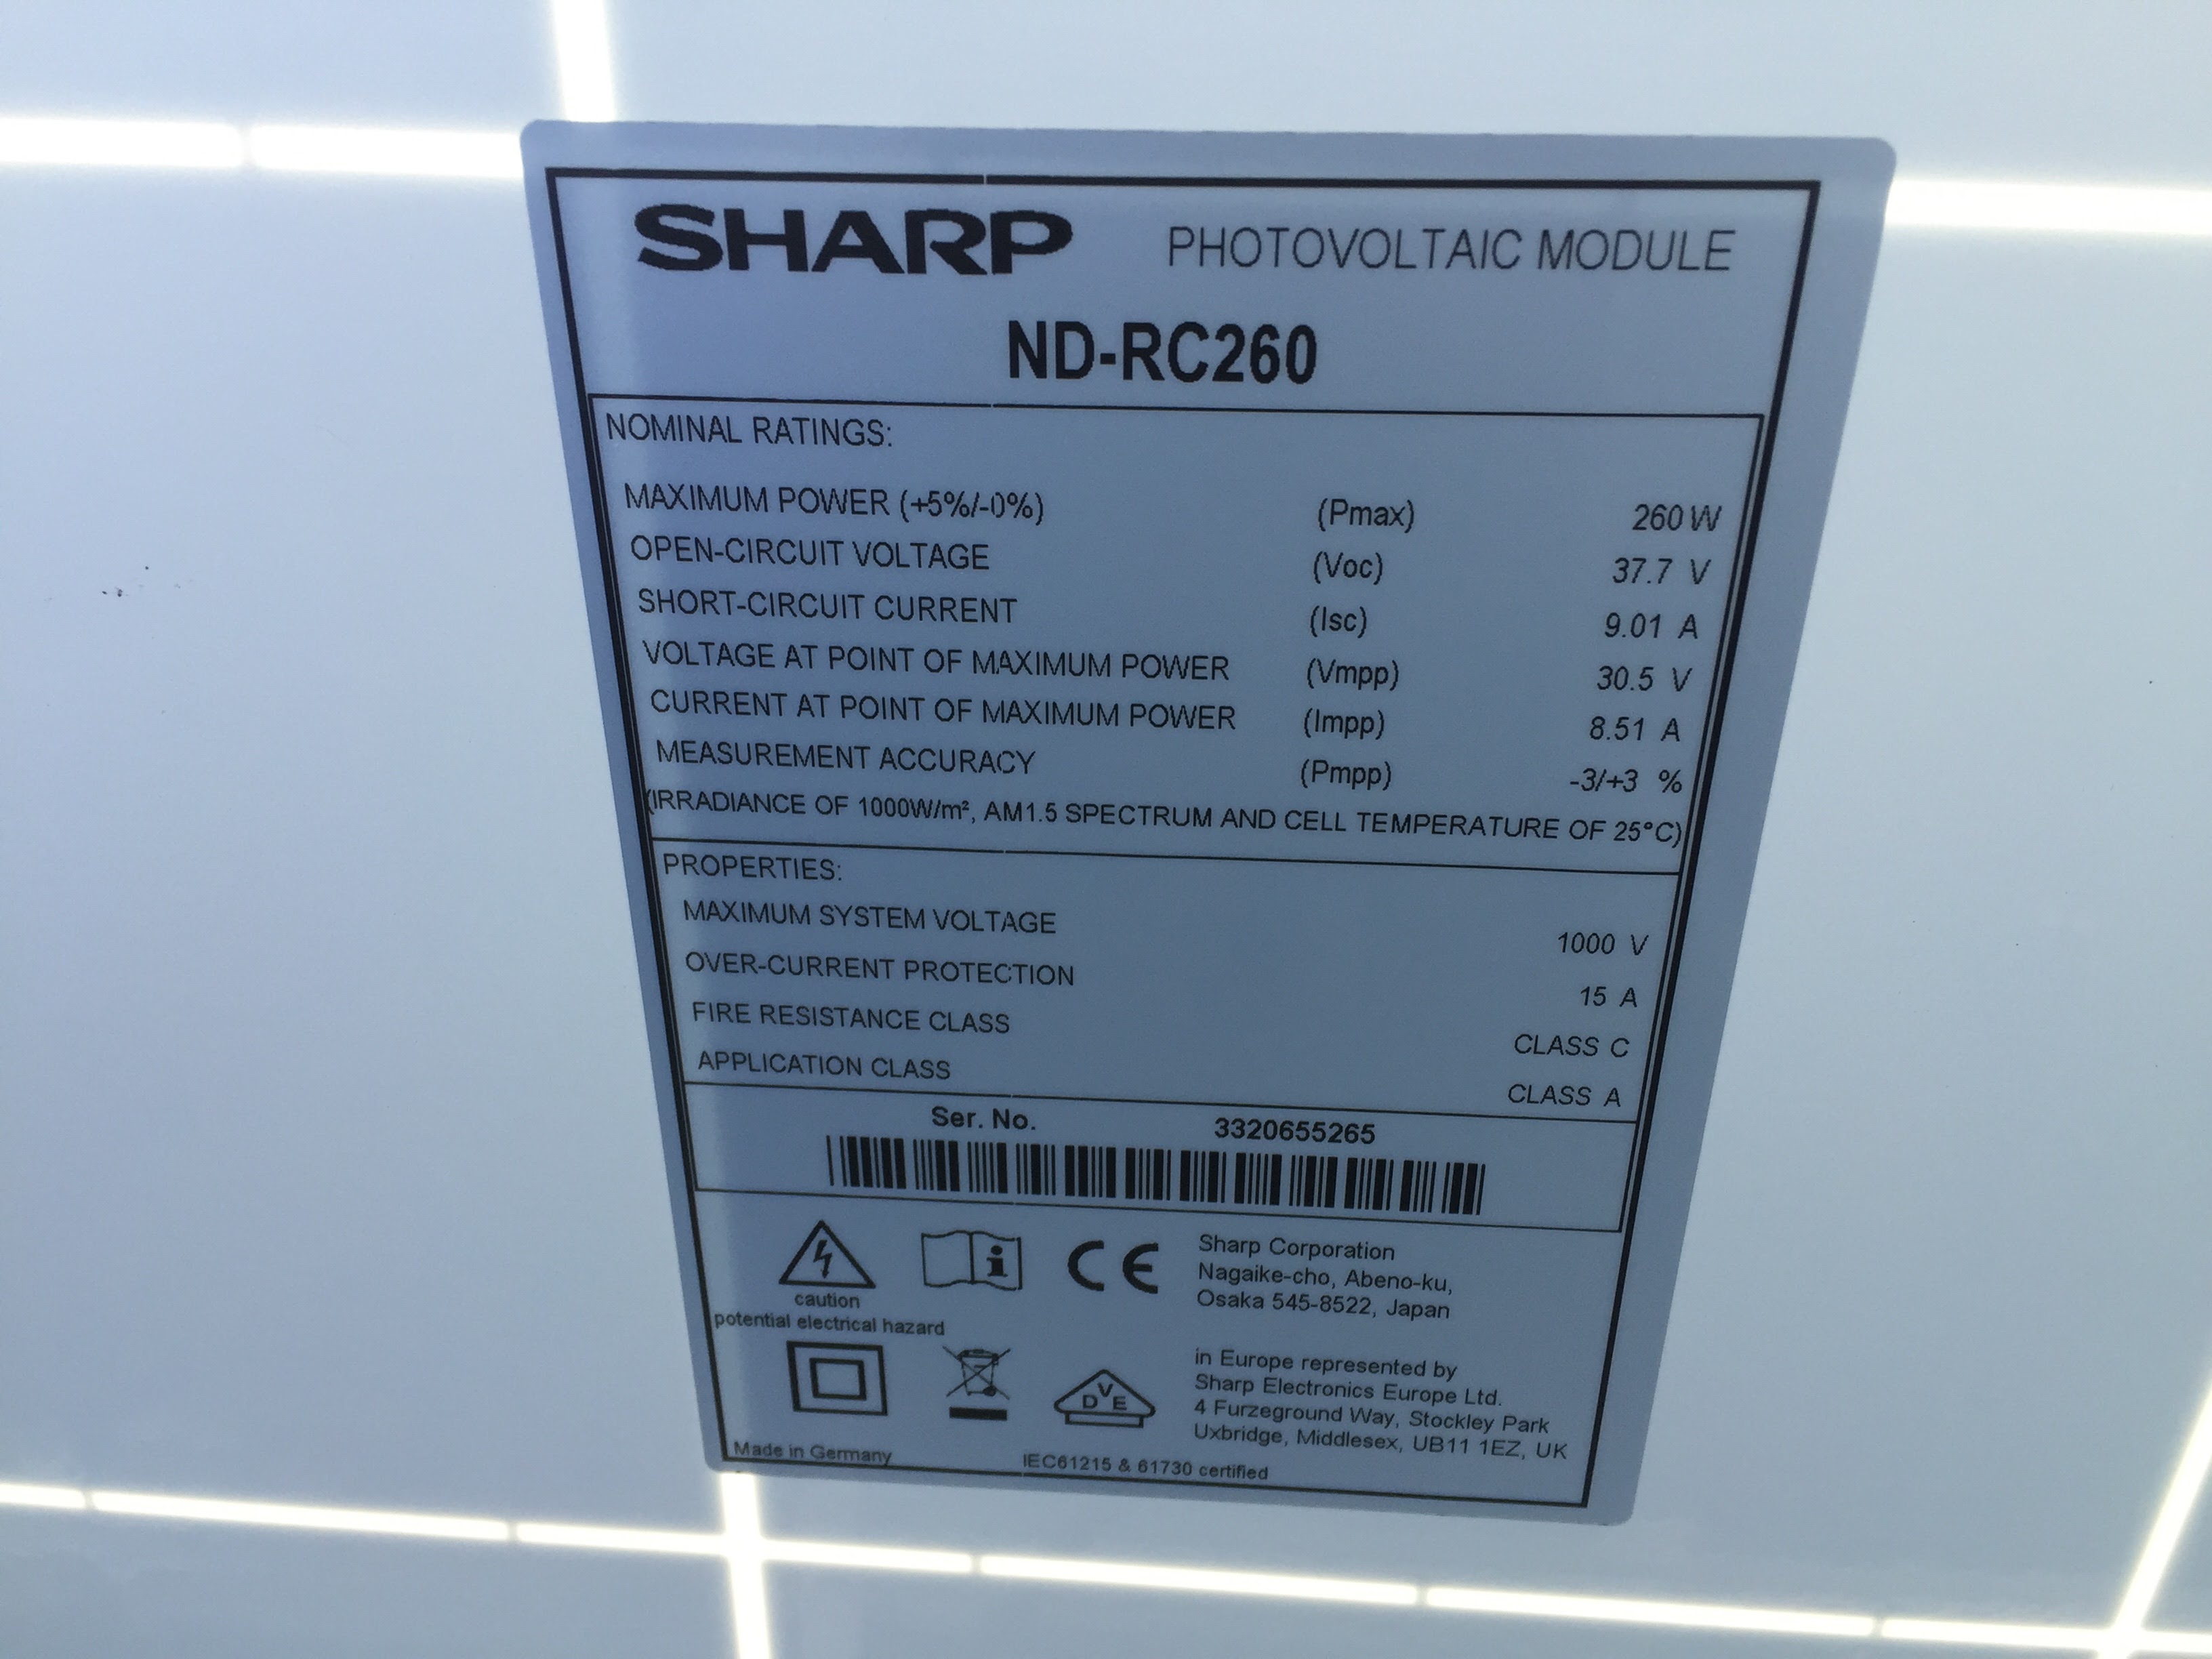 SHARP PHOTOVOLTAIC MODULE
ND-RC260
NOMINAL RATINGS:
MAXIMUM POWER (+5%/-0%) (Pmax) 260 W
OPEN-CIRCUIT VOLTAGE (Voc) 37.7 V
SHORT-CIRCUIT CURRENT (Isc) 9.01 A
VOLTAGE AT POINT OF MAXIMUM POWER (Vmpp) 30.5 V
CURRENT AT POINT OF MAXIMUM POWER (Impp) 8.51 A
MEASUREMENT ACCURACY (Pmpp) -3/+3 %
(IRRADIANCE OF 1000W/m², AM1.5 SPECTRUM AND CELL TEMPERATURE OF 25°C)
PROPERTIES:
MAXIMUM SYSTEM VOLTAGE 1000 V
OVER-CURRENT PROTECTION 15 A
FIRE RESISTANCE CLASS CLASS C
APPLICATION CLASS CLASS A
Ser. No. 3320655265
caution
potential electrical hazard
CE
Sharp Corporation
Nagaike-cho, Abeno-ku,
Osaka 545-8522, Japan
DVE
in Europe represented by
Sharp Electronics Europe Ltd.
4 Furzeground Way, Stockley Park
Uxbridge, Middlesex, UB11 1EZ, UK
Made in Germany
IEC61215 & 61730 certified